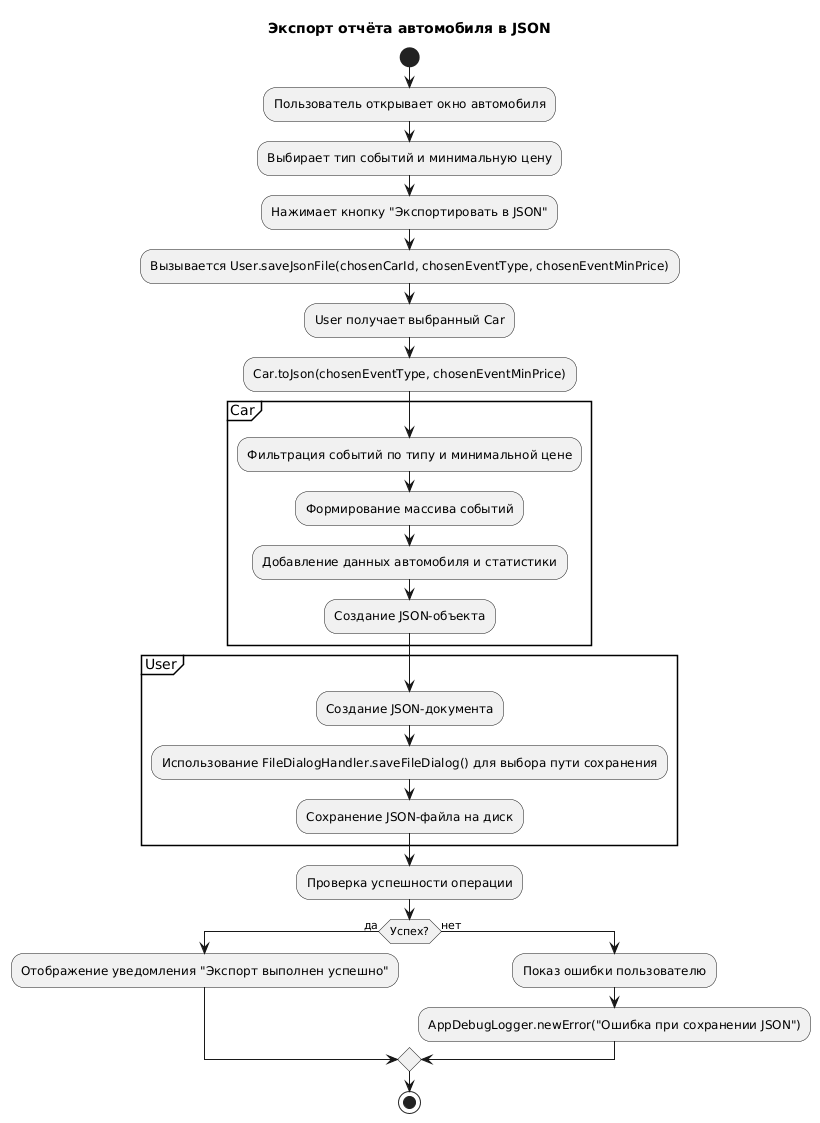 Экспорт отчёта автомобиля в JSON
Пользователь открывает окно автомобиля
Выбирает тип событий и минимальную цену
Нажимает кнопку "Экспортировать в JSON"
Вызывается User.saveJsonFile(chosenCarId, chosenEventType, chosenEventMinPrice)
User получает выбранный Car
Car.toJson(chosenEventType, chosenEventMinPrice)
Car
Фильтрация событий по типу и минимальной цене
Формирование массива событий
Добавление данных автомобиля и статистики
Создание JSON-объекта
User
Создание JSON-документа
Использование FileDialogHandler.saveFileDialog() для выбора пути сохранения
Сохранение JSON-файла на диск
Проверка успешности операции
да
Успех?
нет
Отображение уведомления "Экспорт выполнен успешно"
Показ ошибки пользователю
AppDebugLogger.newError("Ошибка при сохранении JSON")